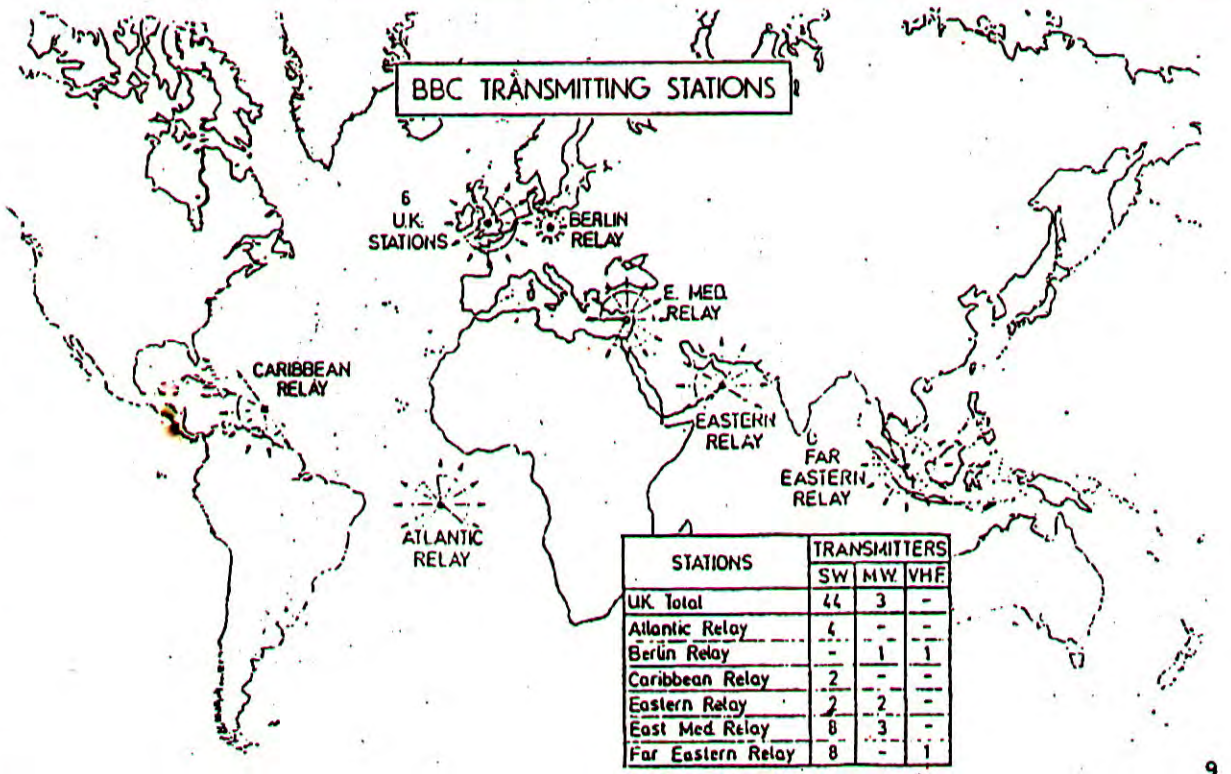 BBC TRANSMITTING STATIONS
6
U.K.
STATIONS
BERLIN
RELAY
E. MED.
RELAY
CARIBBEAN
RELAY
EASTERN
RELAY
FAR
EASTERN
RELAY
ATLANTIC
RELAY
STATIONS TRANSMITTERS
SW M.W. VHF.
U.K. Total 44 3 -
Atlantic Relay 4 - -
Berlin Relay - 1 1
Caribbean Relay 2 - -
Eastern Relay 2 2 -
East Med Relay 8 3 -
Far Eastern Relay 8 - 1
9